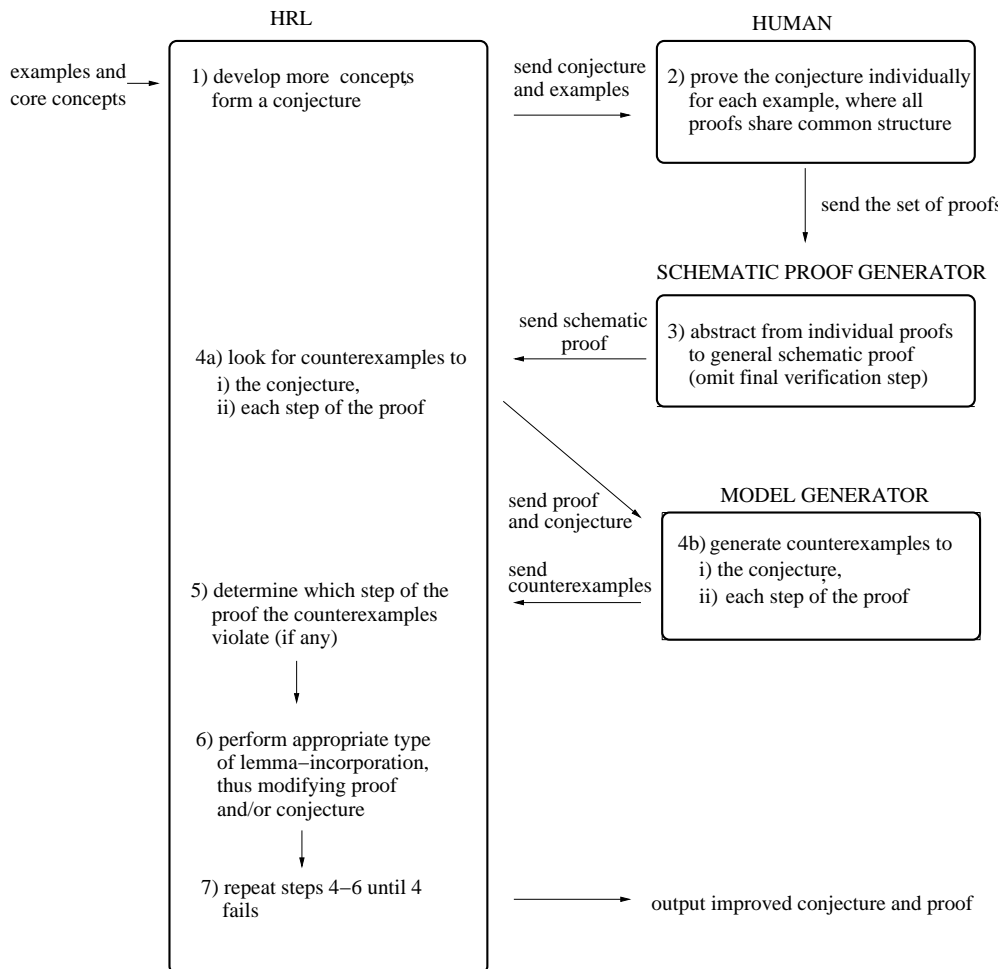 HRL
HUMAN
examples and
core concepts
1) develop more concepts,
form a conjecture
send conjecture
and examples
2) prove the conjecture individually
for each example, where all
proofs share common structure
send the set of proofs
SCHEMATIC PROOF GENERATOR
send schematic
proof
3) abstract from individual proofs
to general schematic proof
(omit final verification step)
4a) look for counterexamples to
i) the conjecture,
ii) each step of the proof
MODEL GENERATOR
send proof
and conjecture
4b) generate counterexamples to
i) the conjecture,
ii) each step of the proof
send
counterexamples
5) determine which step of the
proof the counterexamples
violate (if any)
6) perform appropriate type
of lemma−incorporation,
thus modifying proof
and/or conjecture
7) repeat steps 4−6 until 4
fails
output improved conjecture and proof